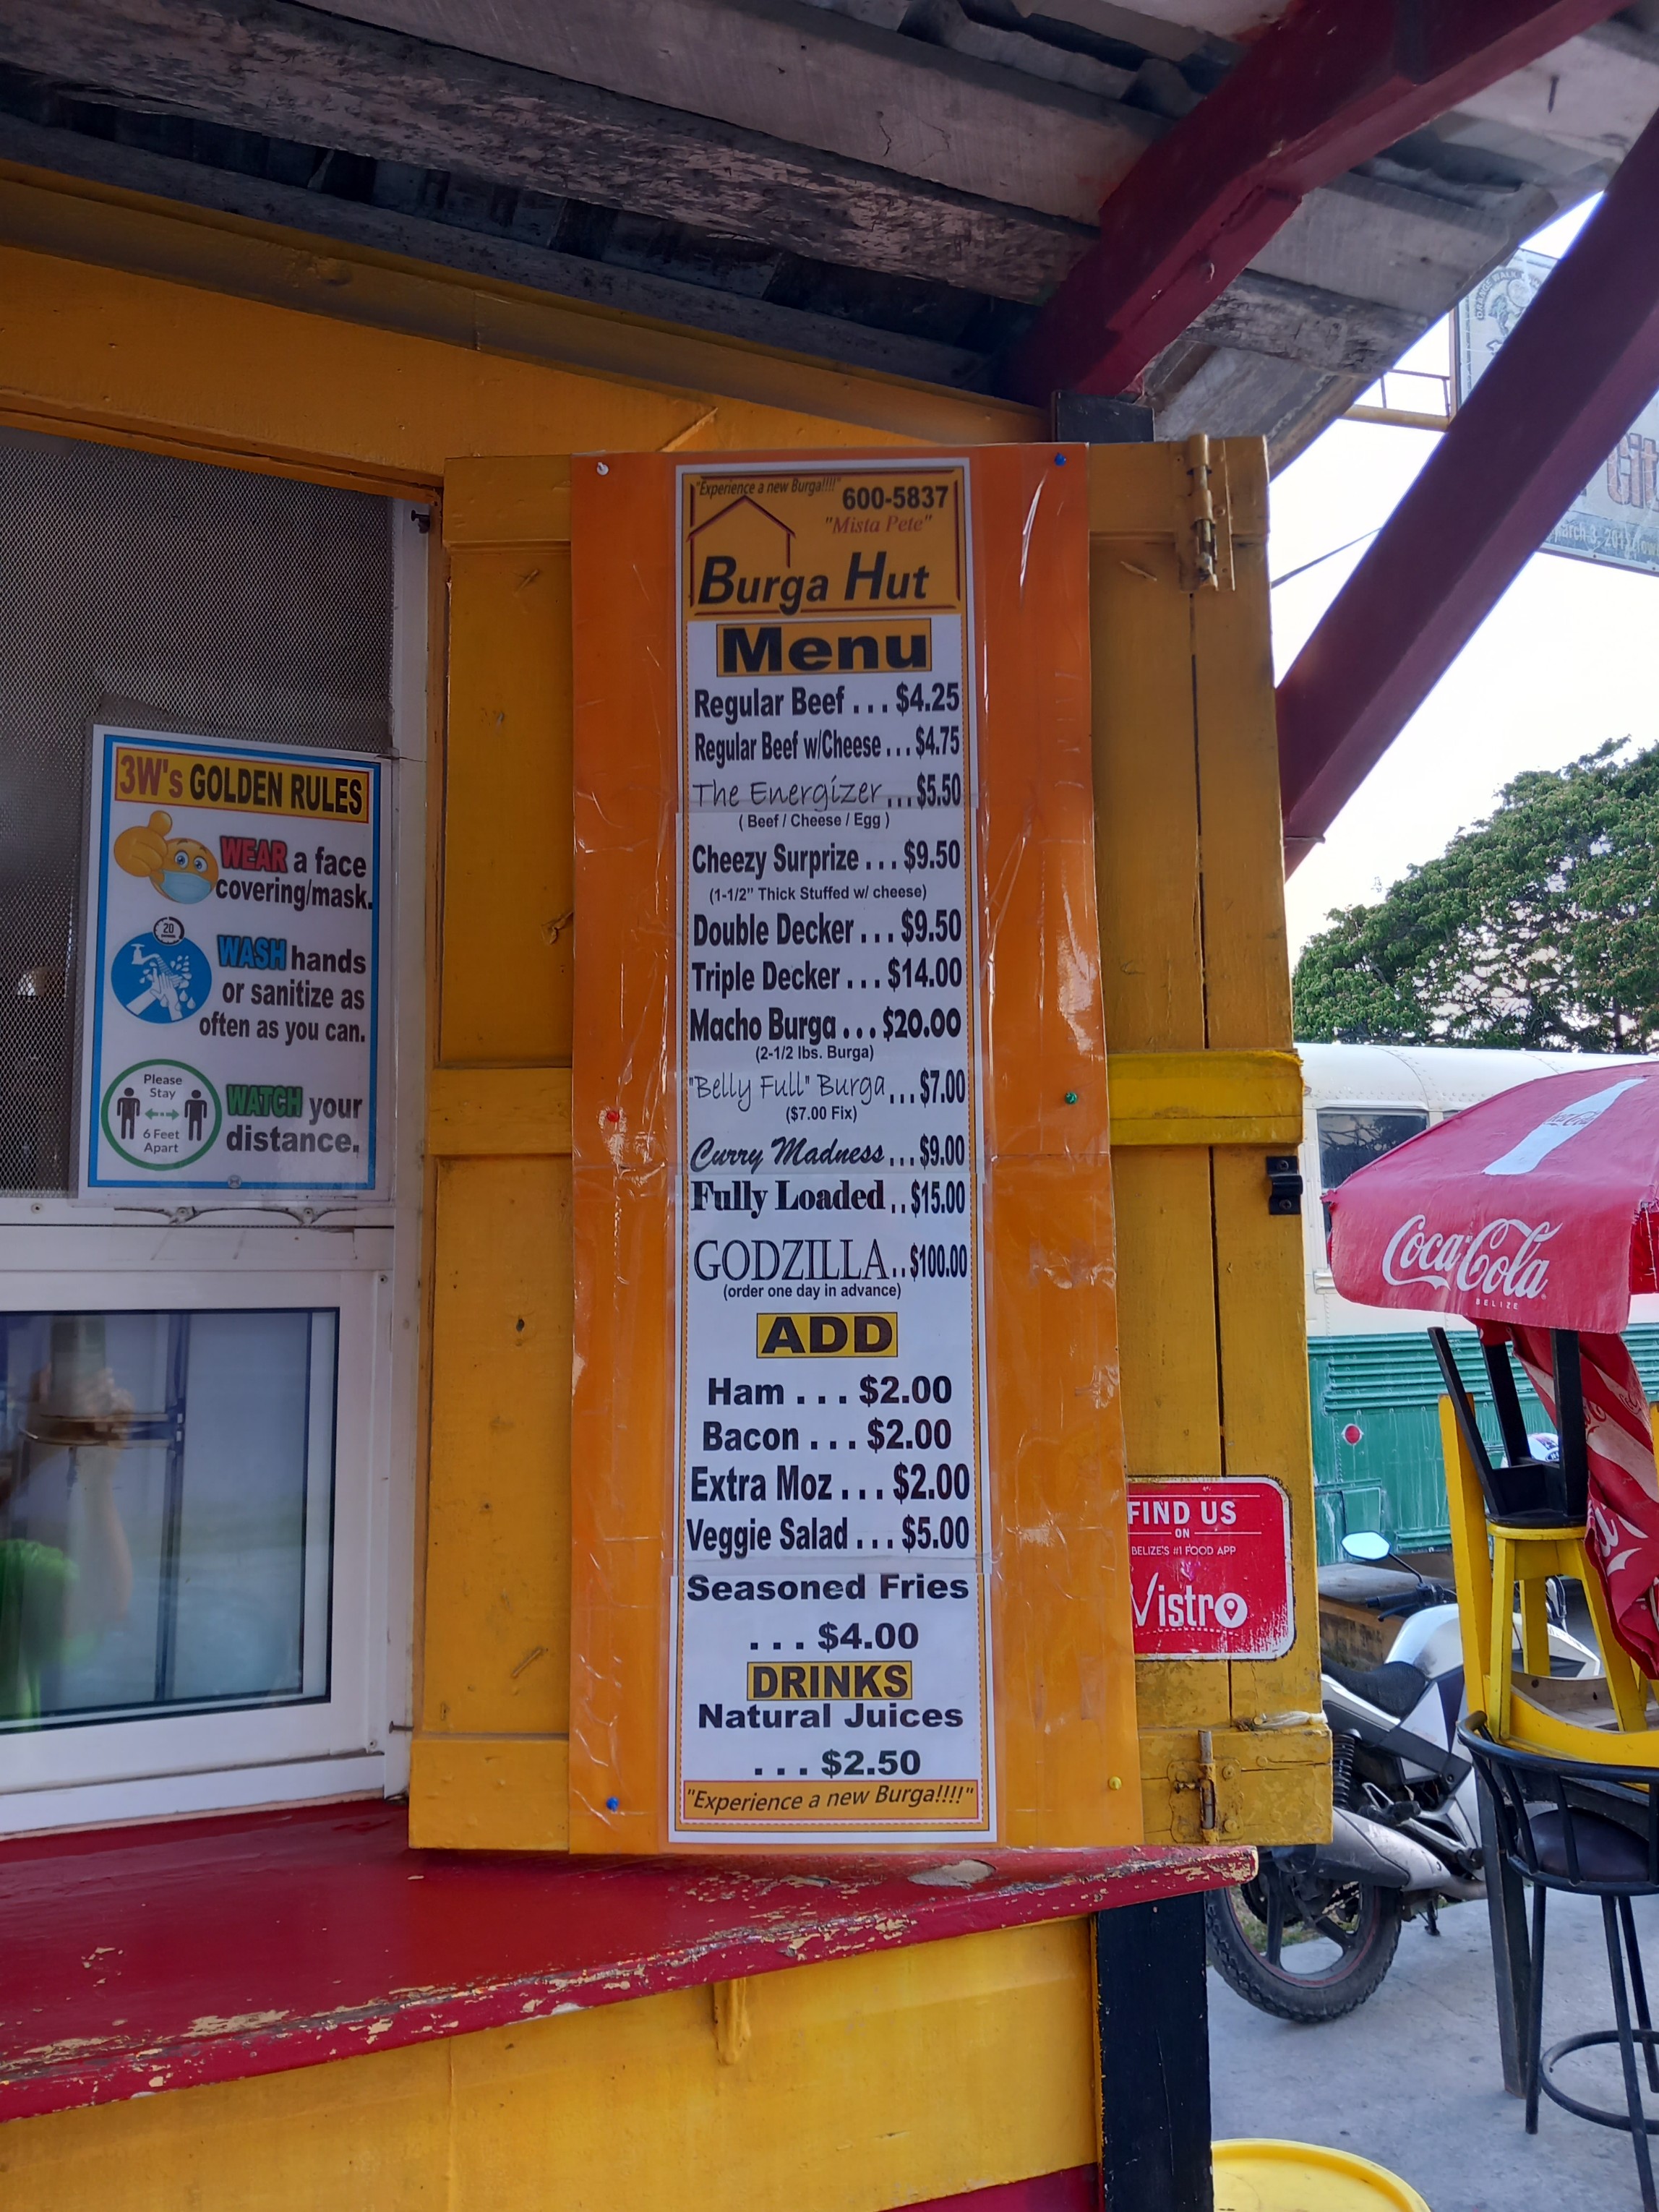 "Experience a new Burga!!!!"
600-5837
"Mista Pete"
Burga Hut
Menu
Regular Beef . . . $4.25
Regular Beef w/Cheese . . . $4.75
The Energizer . . . $5.50
( Beef / Cheese / Egg )
Cheezy Surprize . . . $9.50
(1-1/2" Thick Stuffed w/ cheese)
Double Decker . . . $9.50
Triple Decker . . . $14.00
Macho Burga . . . $20.00
(2-1/2 lbs. Burga)
"Belly Full" Burga . . . $7.00
($7.00 Fix)
Curry Madness . . . $9.00
Fully Loaded . . $15.00
GODZILLA . . $100.00
(order one day in advance)
ADD
Ham . . . $2.00
Bacon . . . $2.00
Extra Moz . . . $2.00
Veggie Salad . . . $5.00
Seasoned Fries
. . . $4.00
DRINKS
Natural Juices
. . . $2.50
"Experience a new Burga!!!!"
3W's GOLDEN RULES
WEAR a face
covering/mask.
20
WASH hands
or sanitize as
often as you can.
Please
Stay
6 Feet
Apart
WATCH your
distance.
FIND US
ON
BELIZE'S #1 FOOD APP
Vistro
Coca-Cola
BELIZE